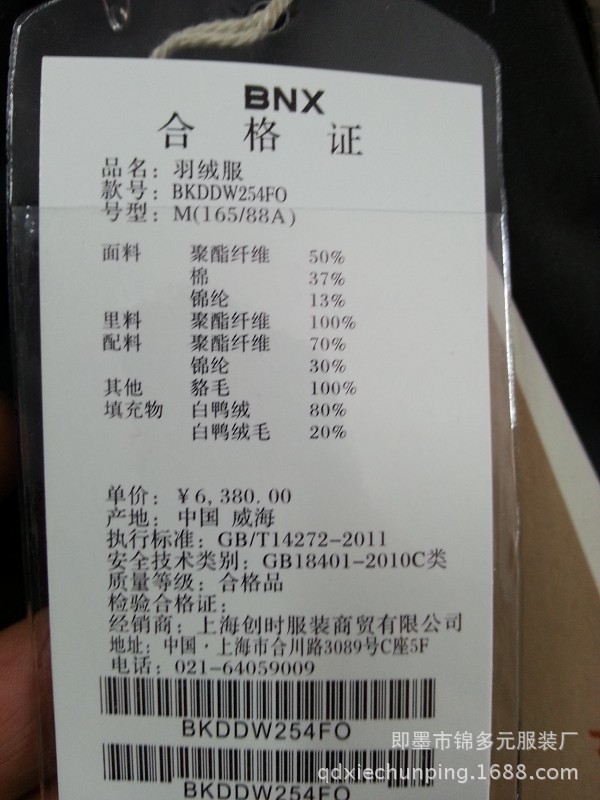 BNX
合 格 证
品名：羽绒服
款号：BKDDW254FO
号型：M(165/88A)
面料 聚酯纤维 50%
棉 37%
锦纶 13%
里料 聚酯纤维 100%
配料 聚酯纤维 70%
锦纶 30%
其他 貉毛 100%
填充物 白鸭绒 80%
白鸭绒毛 20%
单价：¥6,380.00
产地：中国 威海
执行标准：GB/T14272-2011
安全技术类别：GB18401-2010C类
质量等级：合格品
检验合格证：
经销商：上海创时服装商贸有限公司
地址：中国·上海市合川路3089号C座5F
电话：021-64059009
BKDDW254FO
BKDDW254FO
即墨市锦多元服装厂
qdxiechunping.1688.com